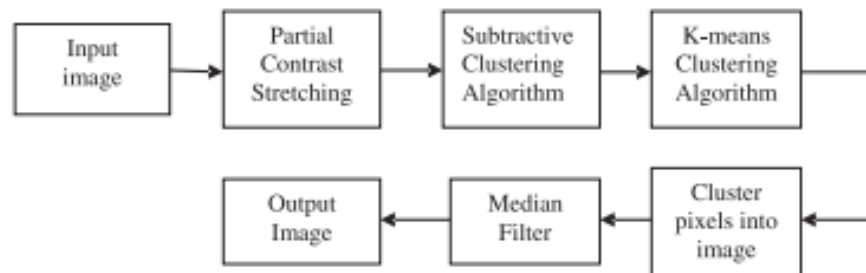 Input
image
Partial
Contrast
Stretching
Subtractive
Clustering
Algorithm
K-means
Clustering
Algorithm
Cluster
pixels into
image
Median
Filter
Output
Image